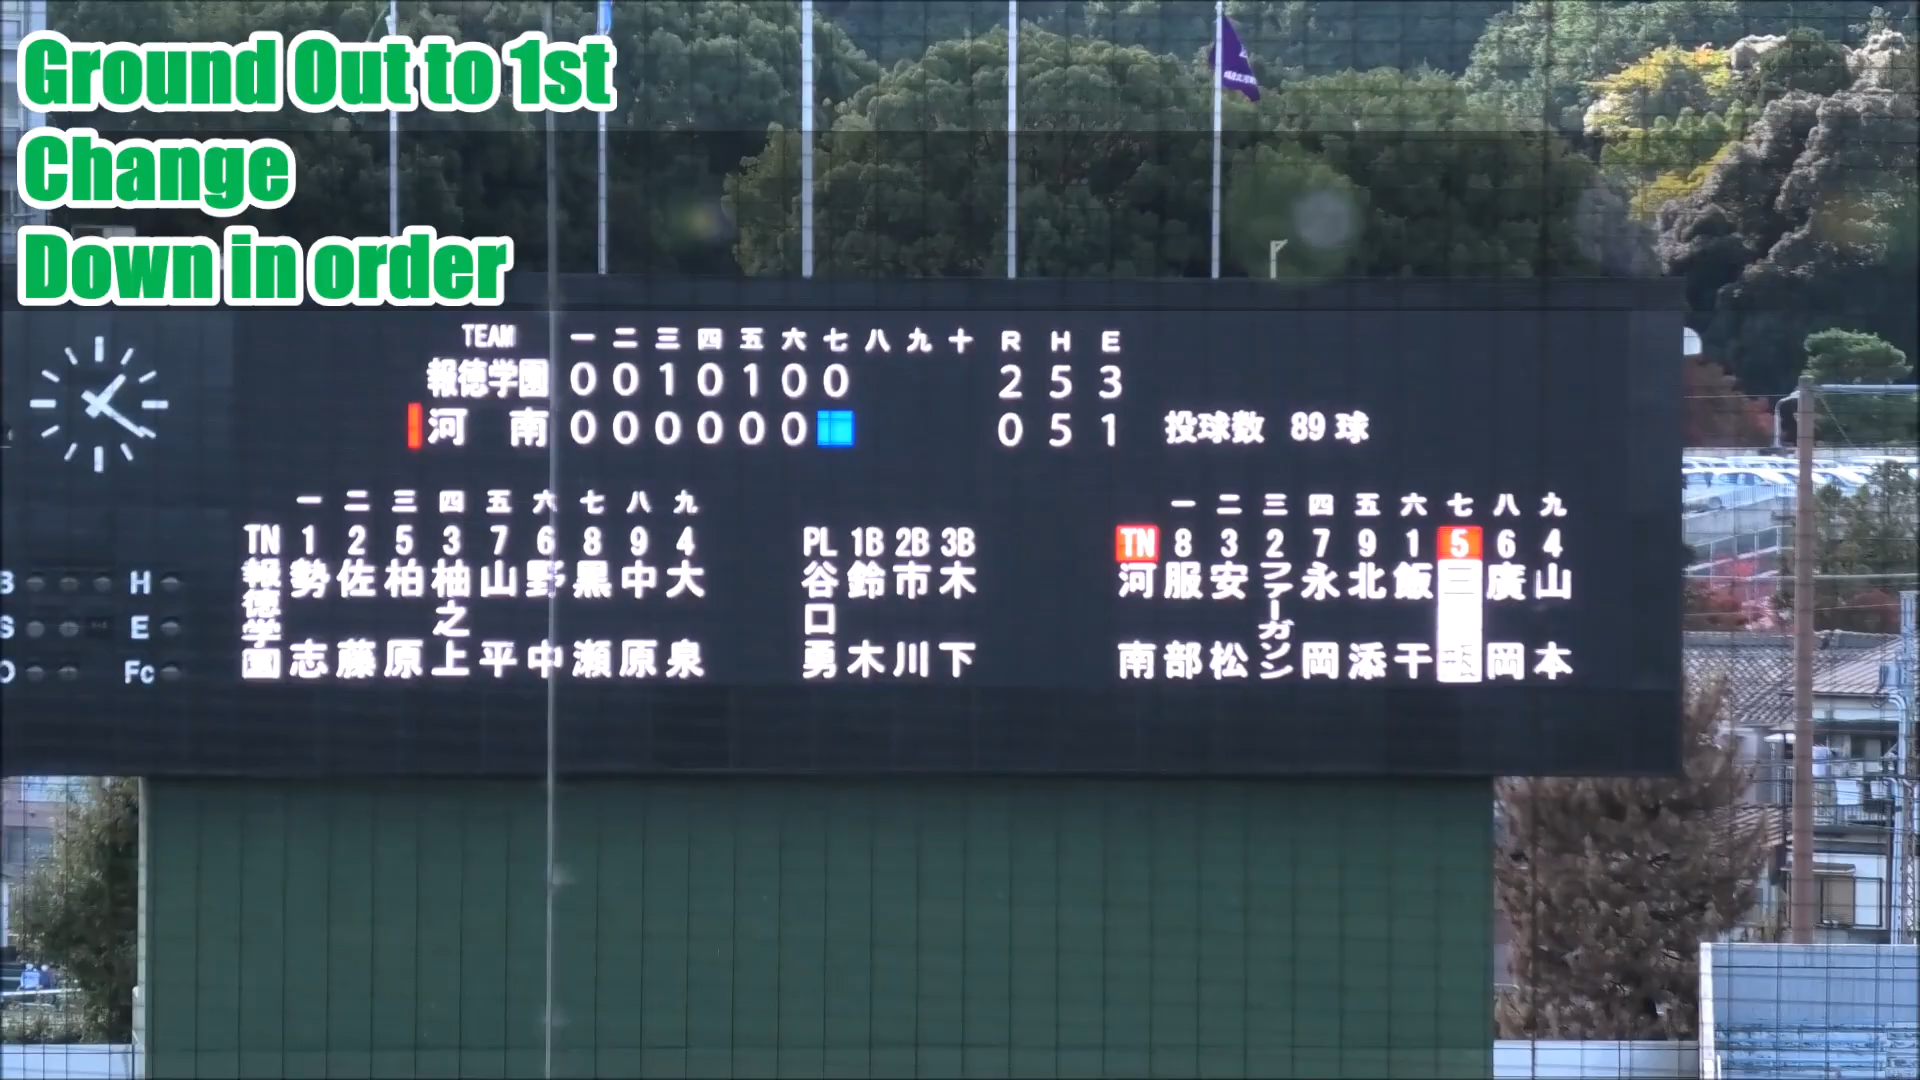 Ground Out to 1st
Change
Down in order
TEAM 一 二 三 四 五 六 七 八 九 十 R H E
報徳学園 0 0 1 0 1 0 0 2 5 3
河 南 0 0 0 0 0 0 0 5 1 投球数 89 球
一 二 三 四 五 六 七 八 九
TN 1 2 5 3 7 6 8 9 4
報徳学園 勢志 佐藤 柏原 柚之上 山平 野中 黒瀬 中原 大泉
PL 1B 2B 3B
谷口勇 鈴木 市川 木下
一 二 三 四 五 六 七 八 九
TN 8 3 2 7 9 1 5 6 4
河南 服部 安松 ファーガソン 永岡 北添 飯干 廣岡 山本
B H
S E
O Fc